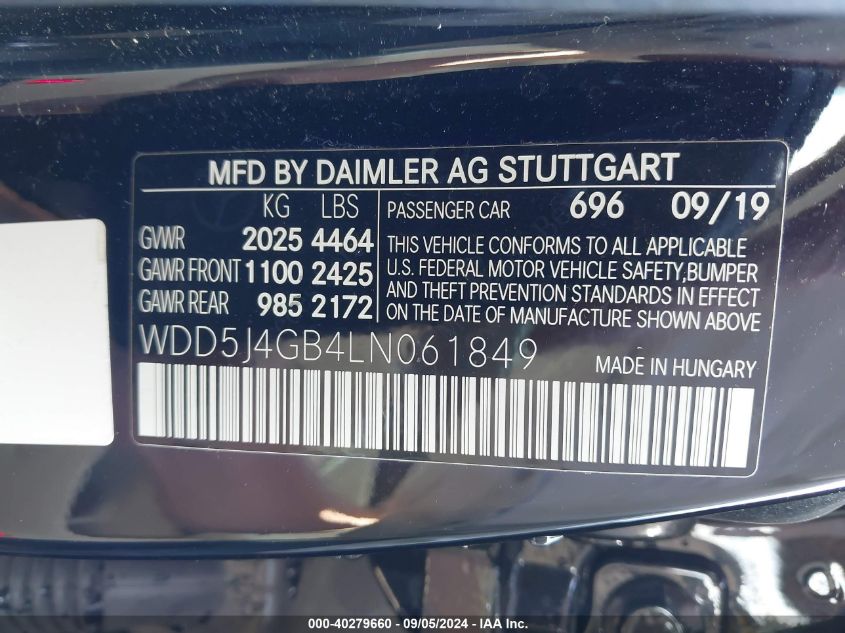 MFD BY DAIMLER AG STUTTGART
KG LBS
GVWR 2025 4464
GAWR FRONT 1100 2425
GAWR REAR 985 2172
PASSENGER CAR 696 09/19
THIS VEHICLE CONFORMS TO ALL APPLICABLE
U.S. FEDERAL MOTOR VEHICLE SAFETY,BUMPER
AND THEFT PREVENTION STANDARDS IN EFFECT
ON THE DATE OF MANUFACTURE SHOWN ABOVE
WDD5J4GB4LN061849
MADE IN HUNGARY
000-40279660 - 09/05/2024 - 0700